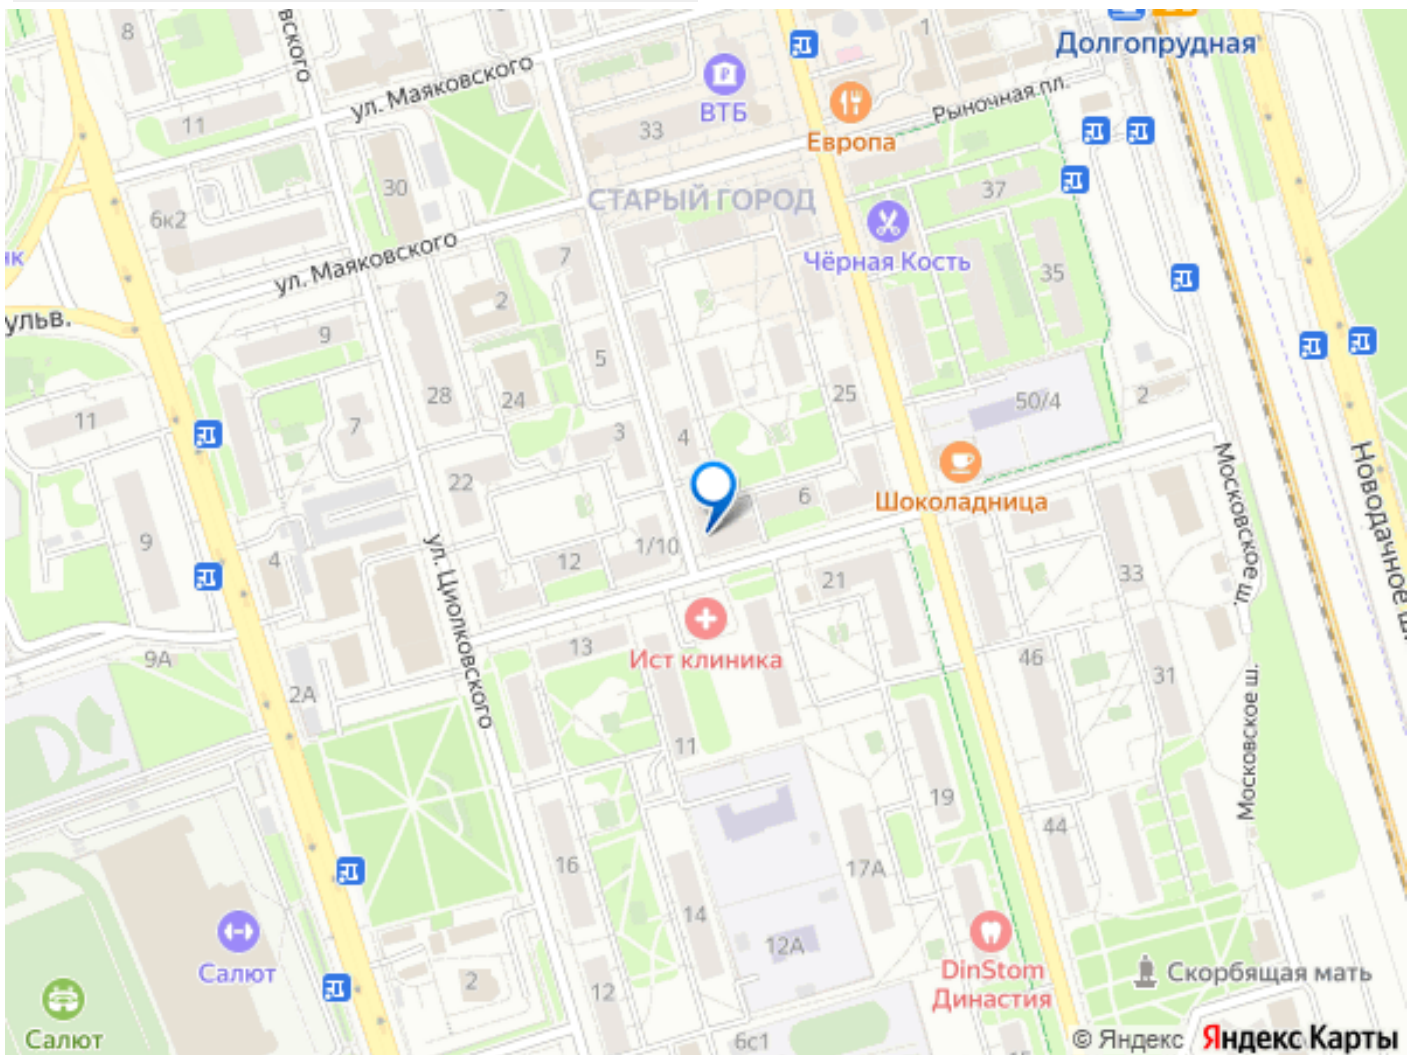 8
вского
1
Долгопрудная
ул. Маяковского
ВТБ
Рыночная пл.
11
33
Европа
30
37
СТАРЫЙ ГОРОД
6к2
нк
ул. Маяковского
7
Чёрная Кость
35
2
ульв.
9
5
28
24
25
50/4
2
11
7
3
4
Новодачное ш.
22
Шоколадница
6
Московское ш.
9
4
12
1/10
ул. Циолковского
21
33
13
Ист клиника
9А
2А
46
31
11
Московское ш.
19
44
16
17А
14
12А
Салют
2
12
DinStom
Династия
Скорбящая мать
Салют
6с1
© Яндекс Яндекс Карты